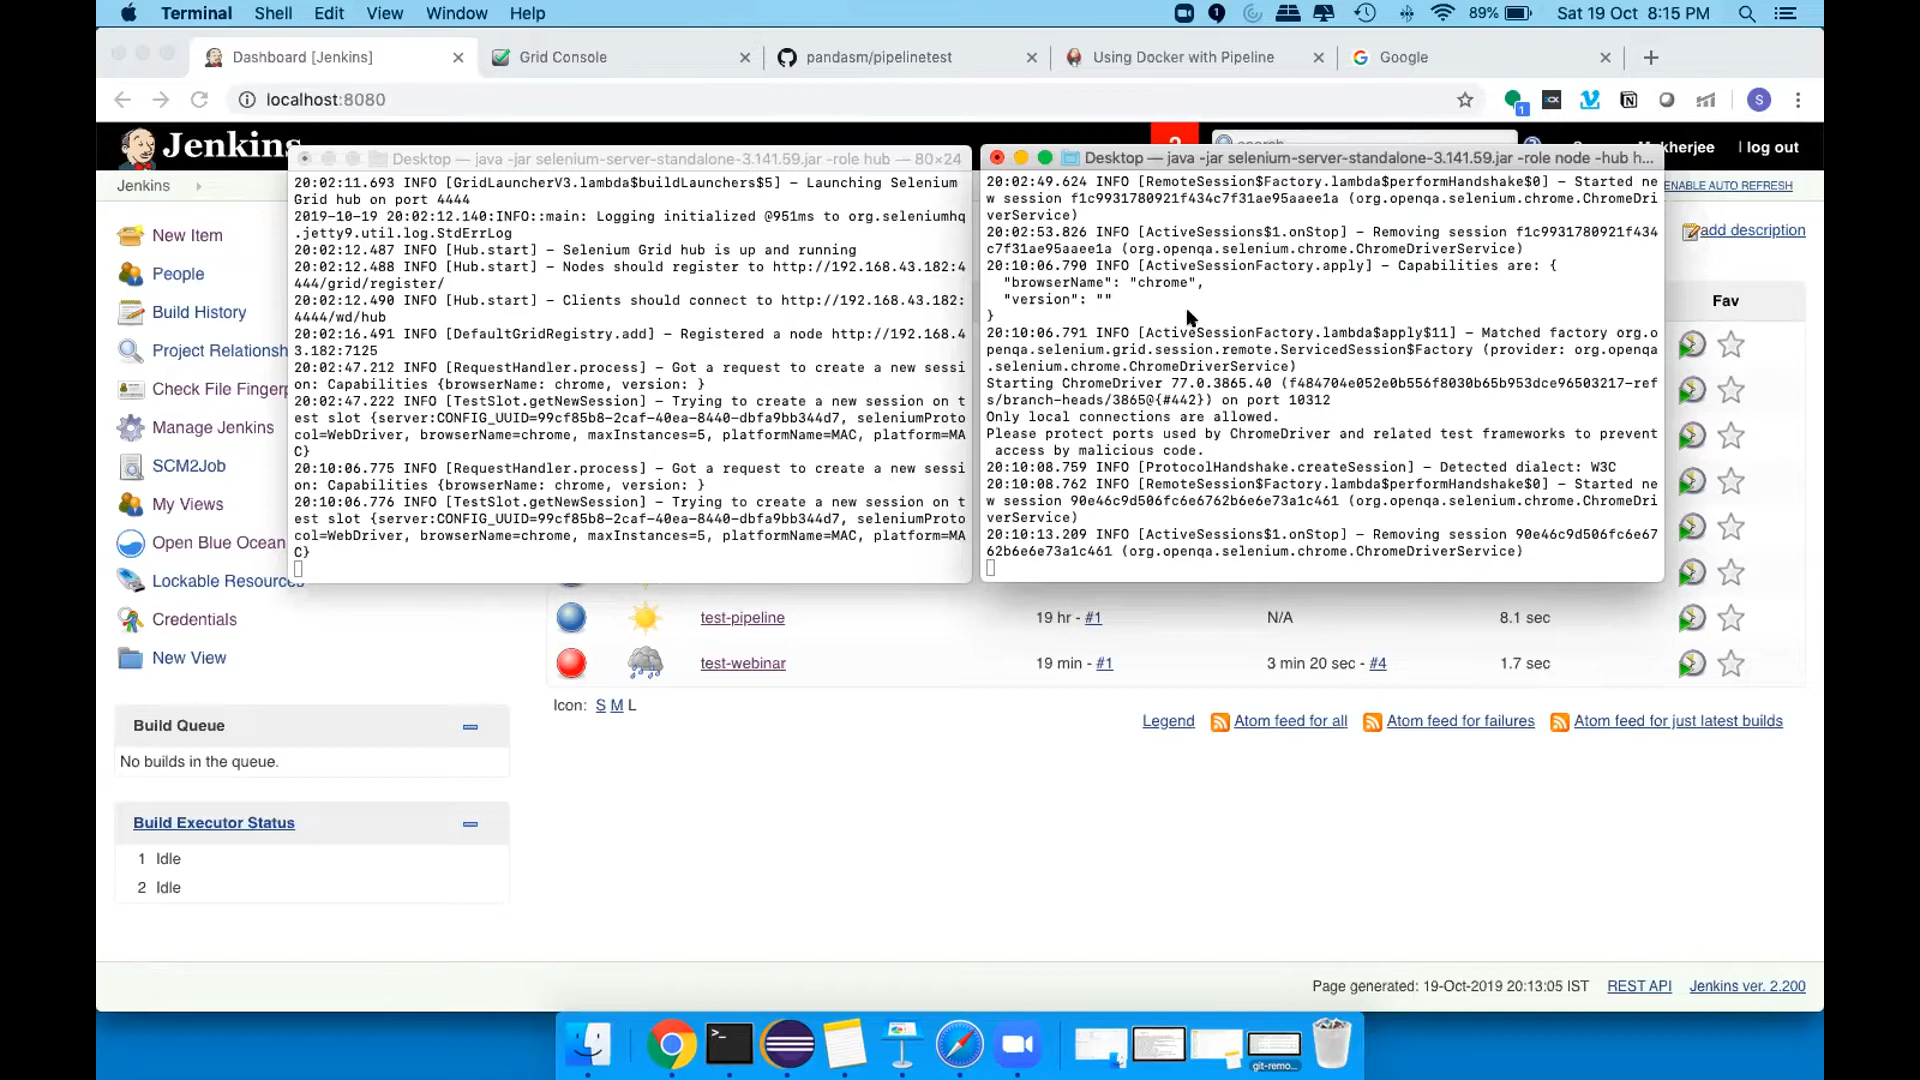 Terminal Shell Edit View Window Help
89% Sat 19 Oct 8:15 PM
Dashboard [Jenkins] Grid Console pandasm/pipelinetest Using Docker with Pipeline Google
localhost:8080
S
1
Jenkins
search
kherjee | log out
Jenkins
ENABLE AUTO REFRESH
New Item
People
Build History
Project Relationsh
Check File Fingerp
Manage Jenkins
SCM2Job
My Views
Open Blue Ocean
Lockable Resources
Credentials
New View
Desktop — java -jar selenium-server-standalone-3.141.59.jar -role hub — 80×24
20:02:11.693 INFO [GridLauncherV3.lambda$buildLaunchers$5] – Launching Selenium
Grid hub on port 4444
2019-10-19 20:02:12.140:INFO::main: Logging initialized @951ms to org.seleniumhq
.jetty9.util.log.StdErrLog
20:02:12.487 INFO [Hub.start] – Selenium Grid hub is up and running
20:02:12.488 INFO [Hub.start] – Nodes should register to http://192.168.43.182:4
444/grid/register/
20:02:12.490 INFO [Hub.start] – Clients should connect to http://192.168.43.182:
4444/wd/hub
20:02:16.491 INFO [DefaultGridRegistry.add] – Registered a node http://192.168.4
3.182:7125
20:02:47.212 INFO [RequestHandler.process] – Got a request to create a new sessi
on: Capabilities {browserName: chrome, version: }
20:02:47.222 INFO [TestSlot.getNewSession] – Trying to create a new session on t
est slot {server:CONFIG_UUID=99cf85b8-2caf-40ea-8440-dbfa9bb344d7, seleniumProto
col=WebDriver, browserName=chrome, maxInstances=5, platformName=MAC, platform=MA
C}
20:10:06.775 INFO [RequestHandler.process] – Got a request to create a new sessi
on: Capabilities {browserName: chrome, version: }
20:10:06.776 INFO [TestSlot.getNewSession] – Trying to create a new session on t
est slot {server:CONFIG_UUID=99cf85b8-2caf-40ea-8440-dbfa9bb344d7, seleniumProto
col=WebDriver, browserName=chrome, maxInstances=5, platformName=MAC, platform=MA
C}
Desktop — java -jar selenium-server-standalone-3.141.59.jar -role node -hub h...
20:02:49.624 INFO [RemoteSession$Factory.lambda$performHandshake$0] – Started ne
w session f1c9931780921f434c7f31ae95aaee1a (org.openqa.selenium.chrome.ChromeDri
verService)
20:02:53.826 INFO [ActiveSessions$1.onStop] – Removing session f1c9931780921f434
c7f31ae95aaee1a (org.openqa.selenium.chrome.ChromeDriverService)
20:10:06.790 INFO [ActiveSessionFactory.apply] – Capabilities are: {
"browserName": "chrome",
"version": ""
}
20:10:06.791 INFO [ActiveSessionFactory.lambda$apply$11] – Matched factory org.o
penqa.selenium.grid.session.remote.ServicedSession$Factory (provider: org.openqa
.selenium.chrome.ChromeDriverService)
Starting ChromeDriver 77.0.3865.40 (f484704e052e0b556f8030b65b953dce96503217-ref
s/branch-heads/3865@{#442}) on port 10312
Only local connections are allowed.
Please protect ports used by ChromeDriver and related test frameworks to prevent
access by malicious code.
20:10:08.759 INFO [ProtocolHandshake.createSession] – Detected dialect: W3C
20:10:08.762 INFO [RemoteSession$Factory.lambda$performHandshake$0] – Started ne
w session 90e46c9d506fc6e6762b6e6e73a1c461 (org.openqa.selenium.chrome.ChromeDri
verService)
20:10:13.209 INFO [ActiveSessions$1.onStop] – Removing session 90e46c9d506fc6e67
62b6e6e73a1c461 (org.openqa.selenium.chrome.ChromeDriverService)
add description
Fav
test-pipeline 19 hr - #1 N/A 8.1 sec
test-webinar 19 min - #1 3 min 20 sec - #4 1.7 sec
Icon: S M L
Legend Atom feed for all Atom feed for failures Atom feed for just latest builds
Build Queue
No builds in the queue.
Build Executor Status
1 Idle
2 Idle
Page generated: 19-Oct-2019 20:13:05 IST REST API Jenkins ver. 2.200
git-remo...